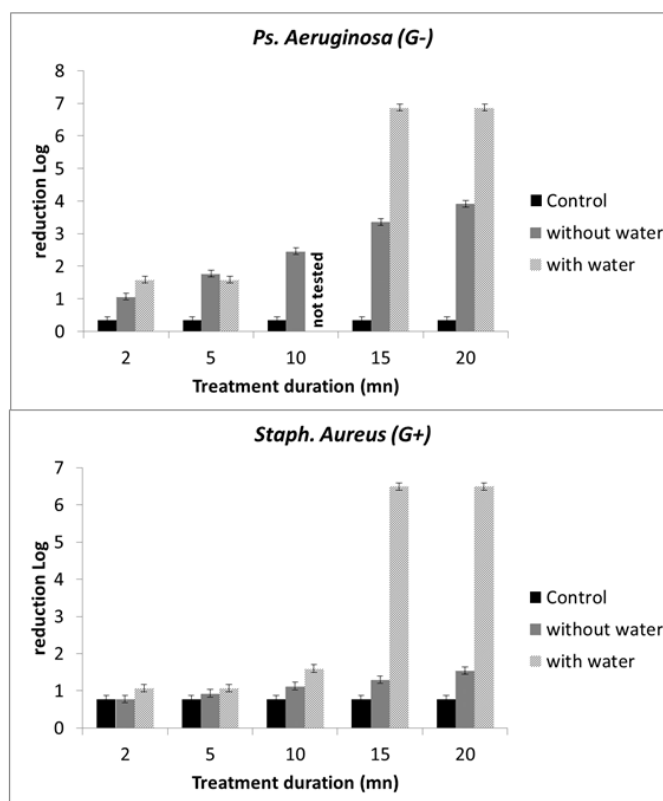 Ps. Aeruginosa (G-)
8
7
6
5
4
3
2
1
0
reduction Log
not tested
2 5 10 15 20
Treatment duration (mn)
Control
without water
with water
Staph. Aureus (G+)
7
6
5
4
3
2
1
0
reduction Log
2 5 10 15 20
Treatment duration (mn)
Control
without water
with water